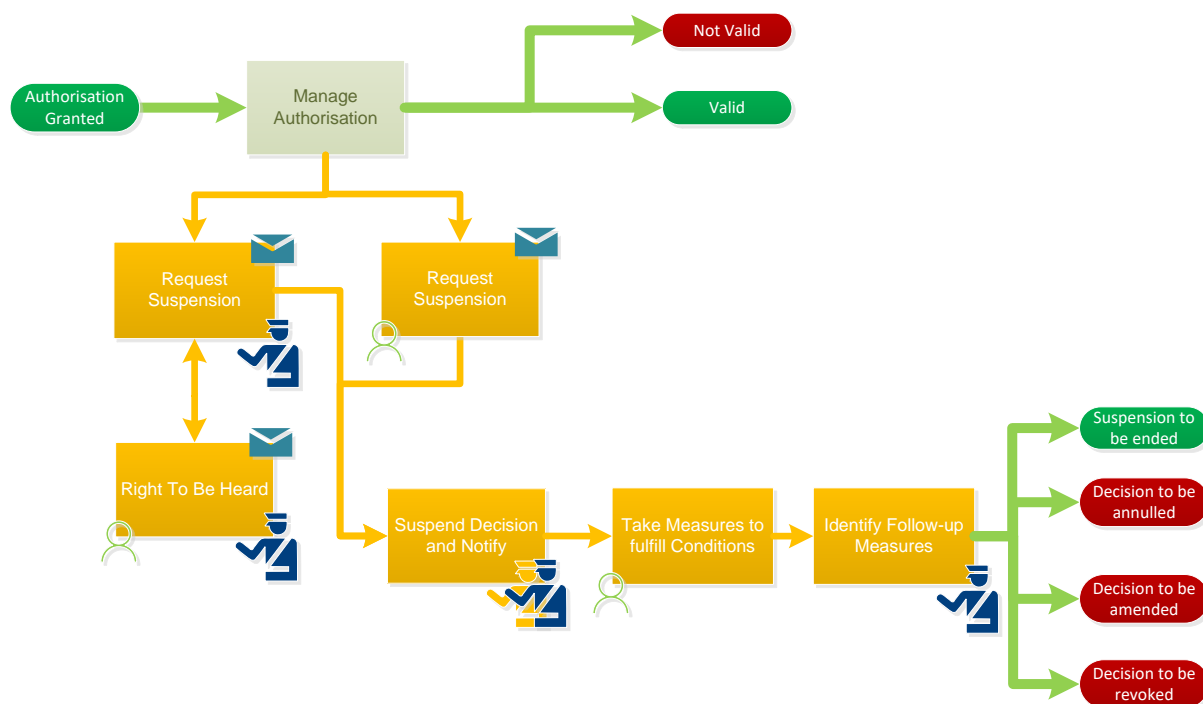 Not Valid
Authorisation
Granted
Manage
Authorisation
Valid
Request
Suspension
Request
Suspension
Right To Be Heard
Suspend Decision
and Notify
Take Measures to
fulfill Conditions
Identify Follow-up
Measures
Suspension to
be ended
Decision to be
annulled
Decision to be
amended
Decision to be
revoked